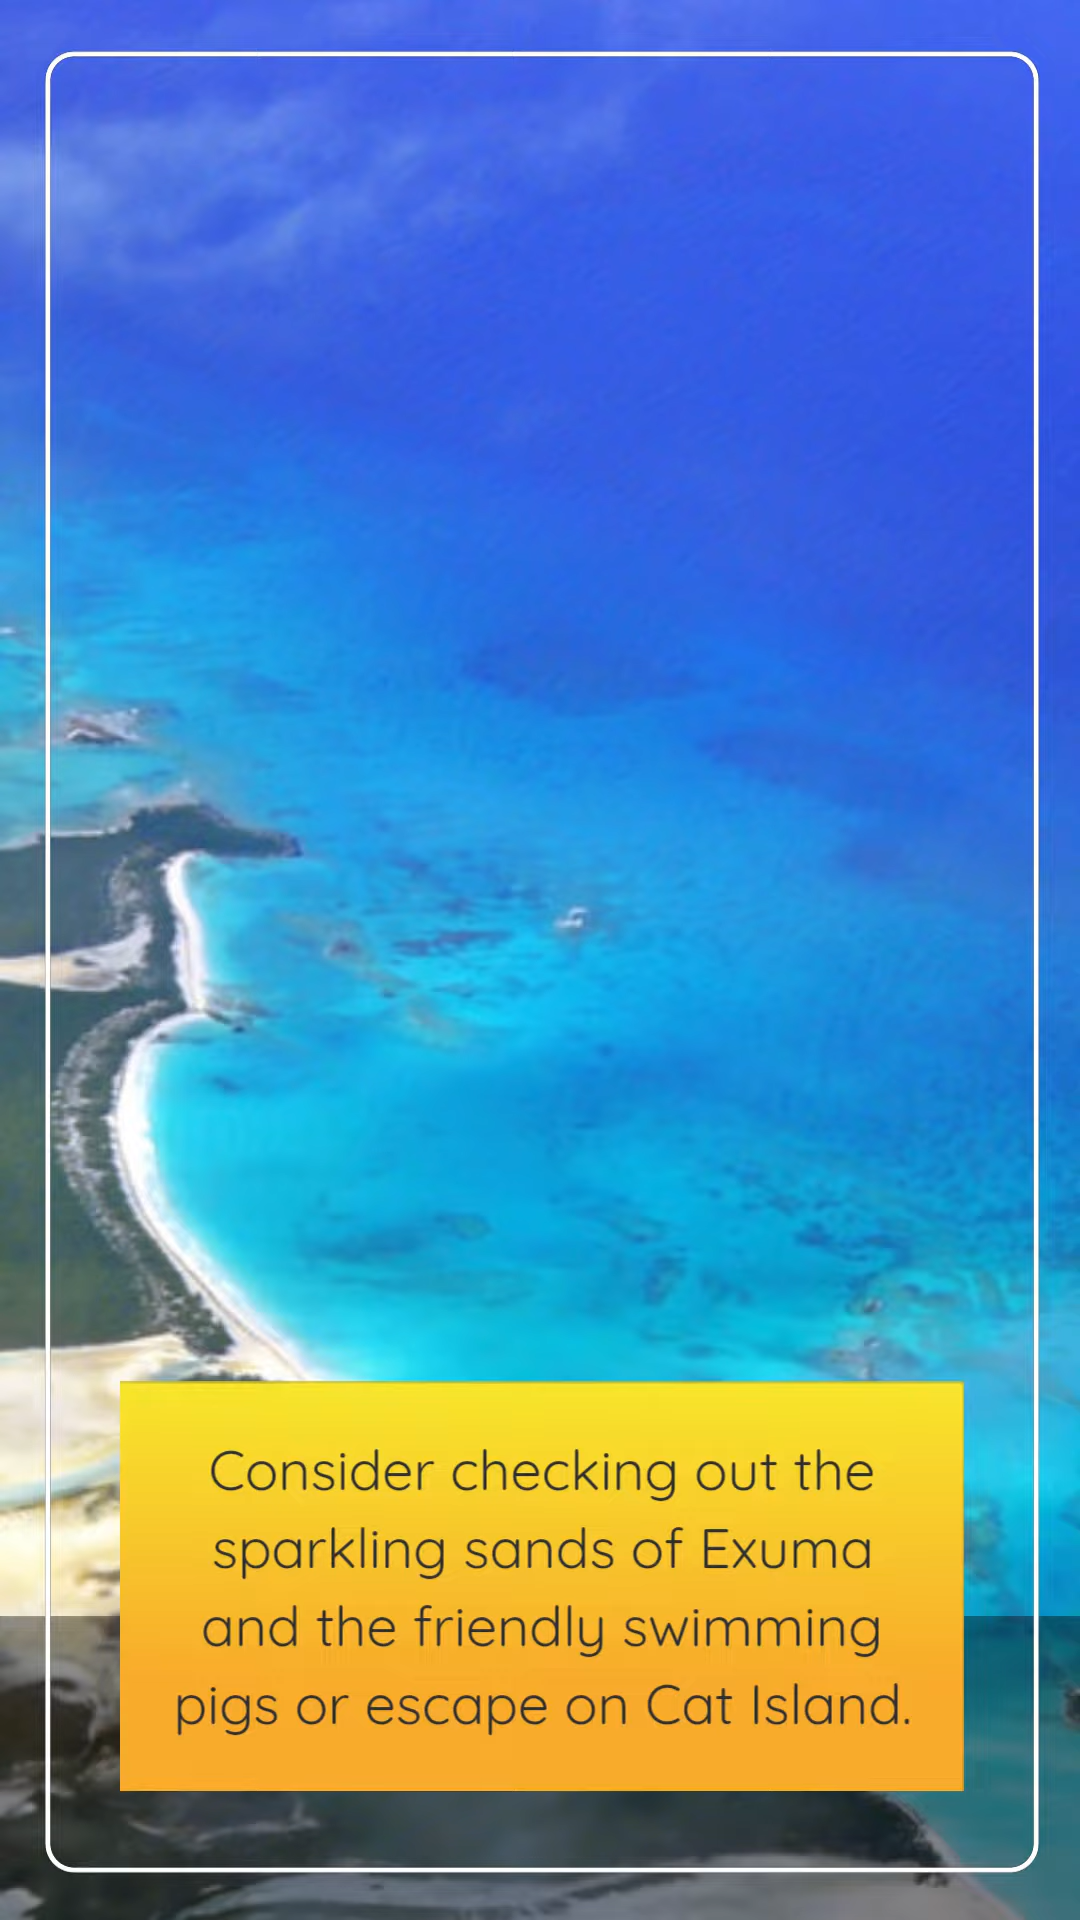 Consider checking out the
sparkling sands of Exuma
and the friendly swimming
pigs or escape on Cat Island.